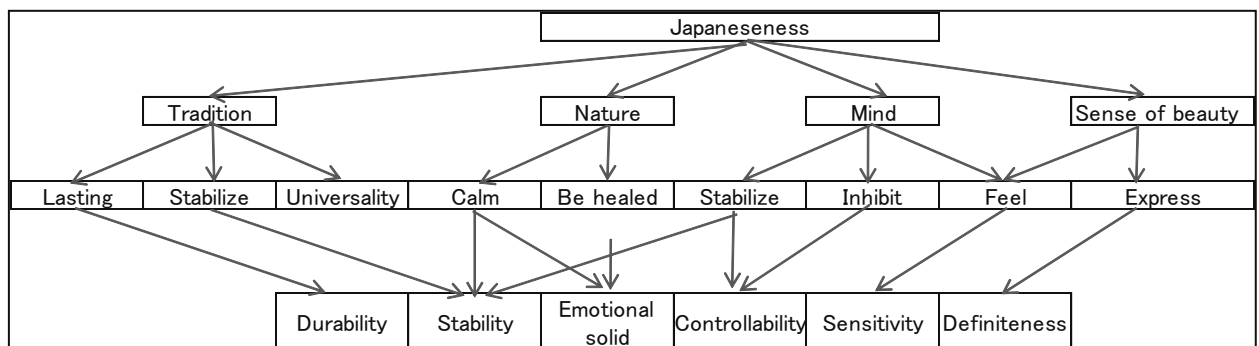 Japaneseness
Tradition Nature Mind Sense of beauty
Lasting Stabilize Universality Calm Be healed Stabilize Inhibit Feel Express
Durability Stability Emotional solid Controllability Sensitivity Definiteness